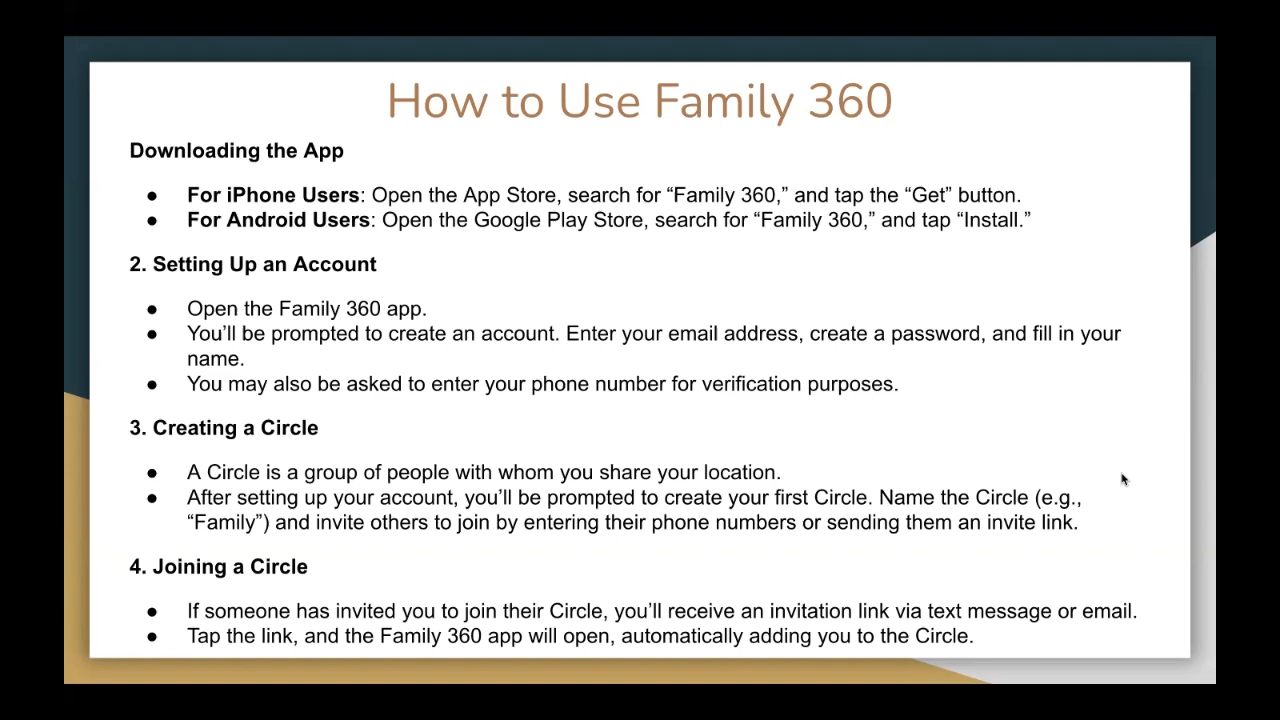 How to Use Family 360
Downloading the App
● For iPhone Users: Open the App Store, search for “Family 360,” and tap the “Get” button.
● For Android Users: Open the Google Play Store, search for “Family 360,” and tap “Install.”
2. Setting Up an Account
● Open the Family 360 app.
● You’ll be prompted to create an account. Enter your email address, create a password, and fill in your
name.
● You may also be asked to enter your phone number for verification purposes.
3. Creating a Circle
● A Circle is a group of people with whom you share your location.
● After setting up your account, you’ll be prompted to create your first Circle. Name the Circle (e.g.,
“Family”) and invite others to join by entering their phone numbers or sending them an invite link.
4. Joining a Circle
● If someone has invited you to join their Circle, you’ll receive an invitation link via text message or email.
● Tap the link, and the Family 360 app will open, automatically adding you to the Circle.